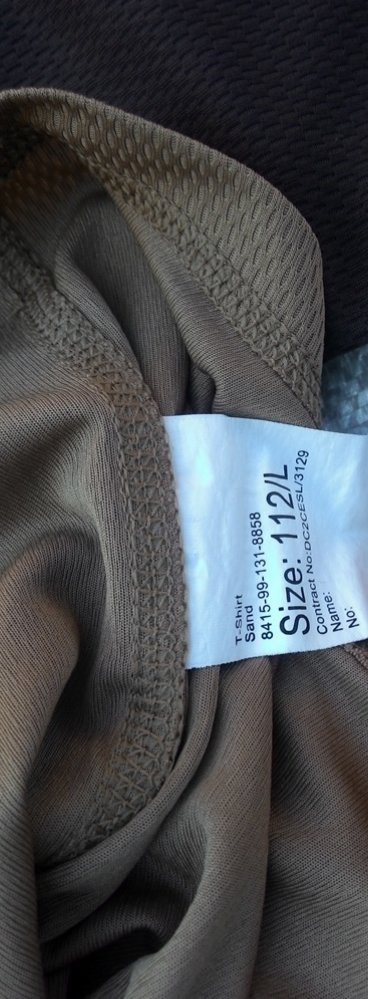 T-Shirt
Sand
8415-99-131-8858
Size: 112/L
Contract No:DC2CESL/3129
Name:
No: